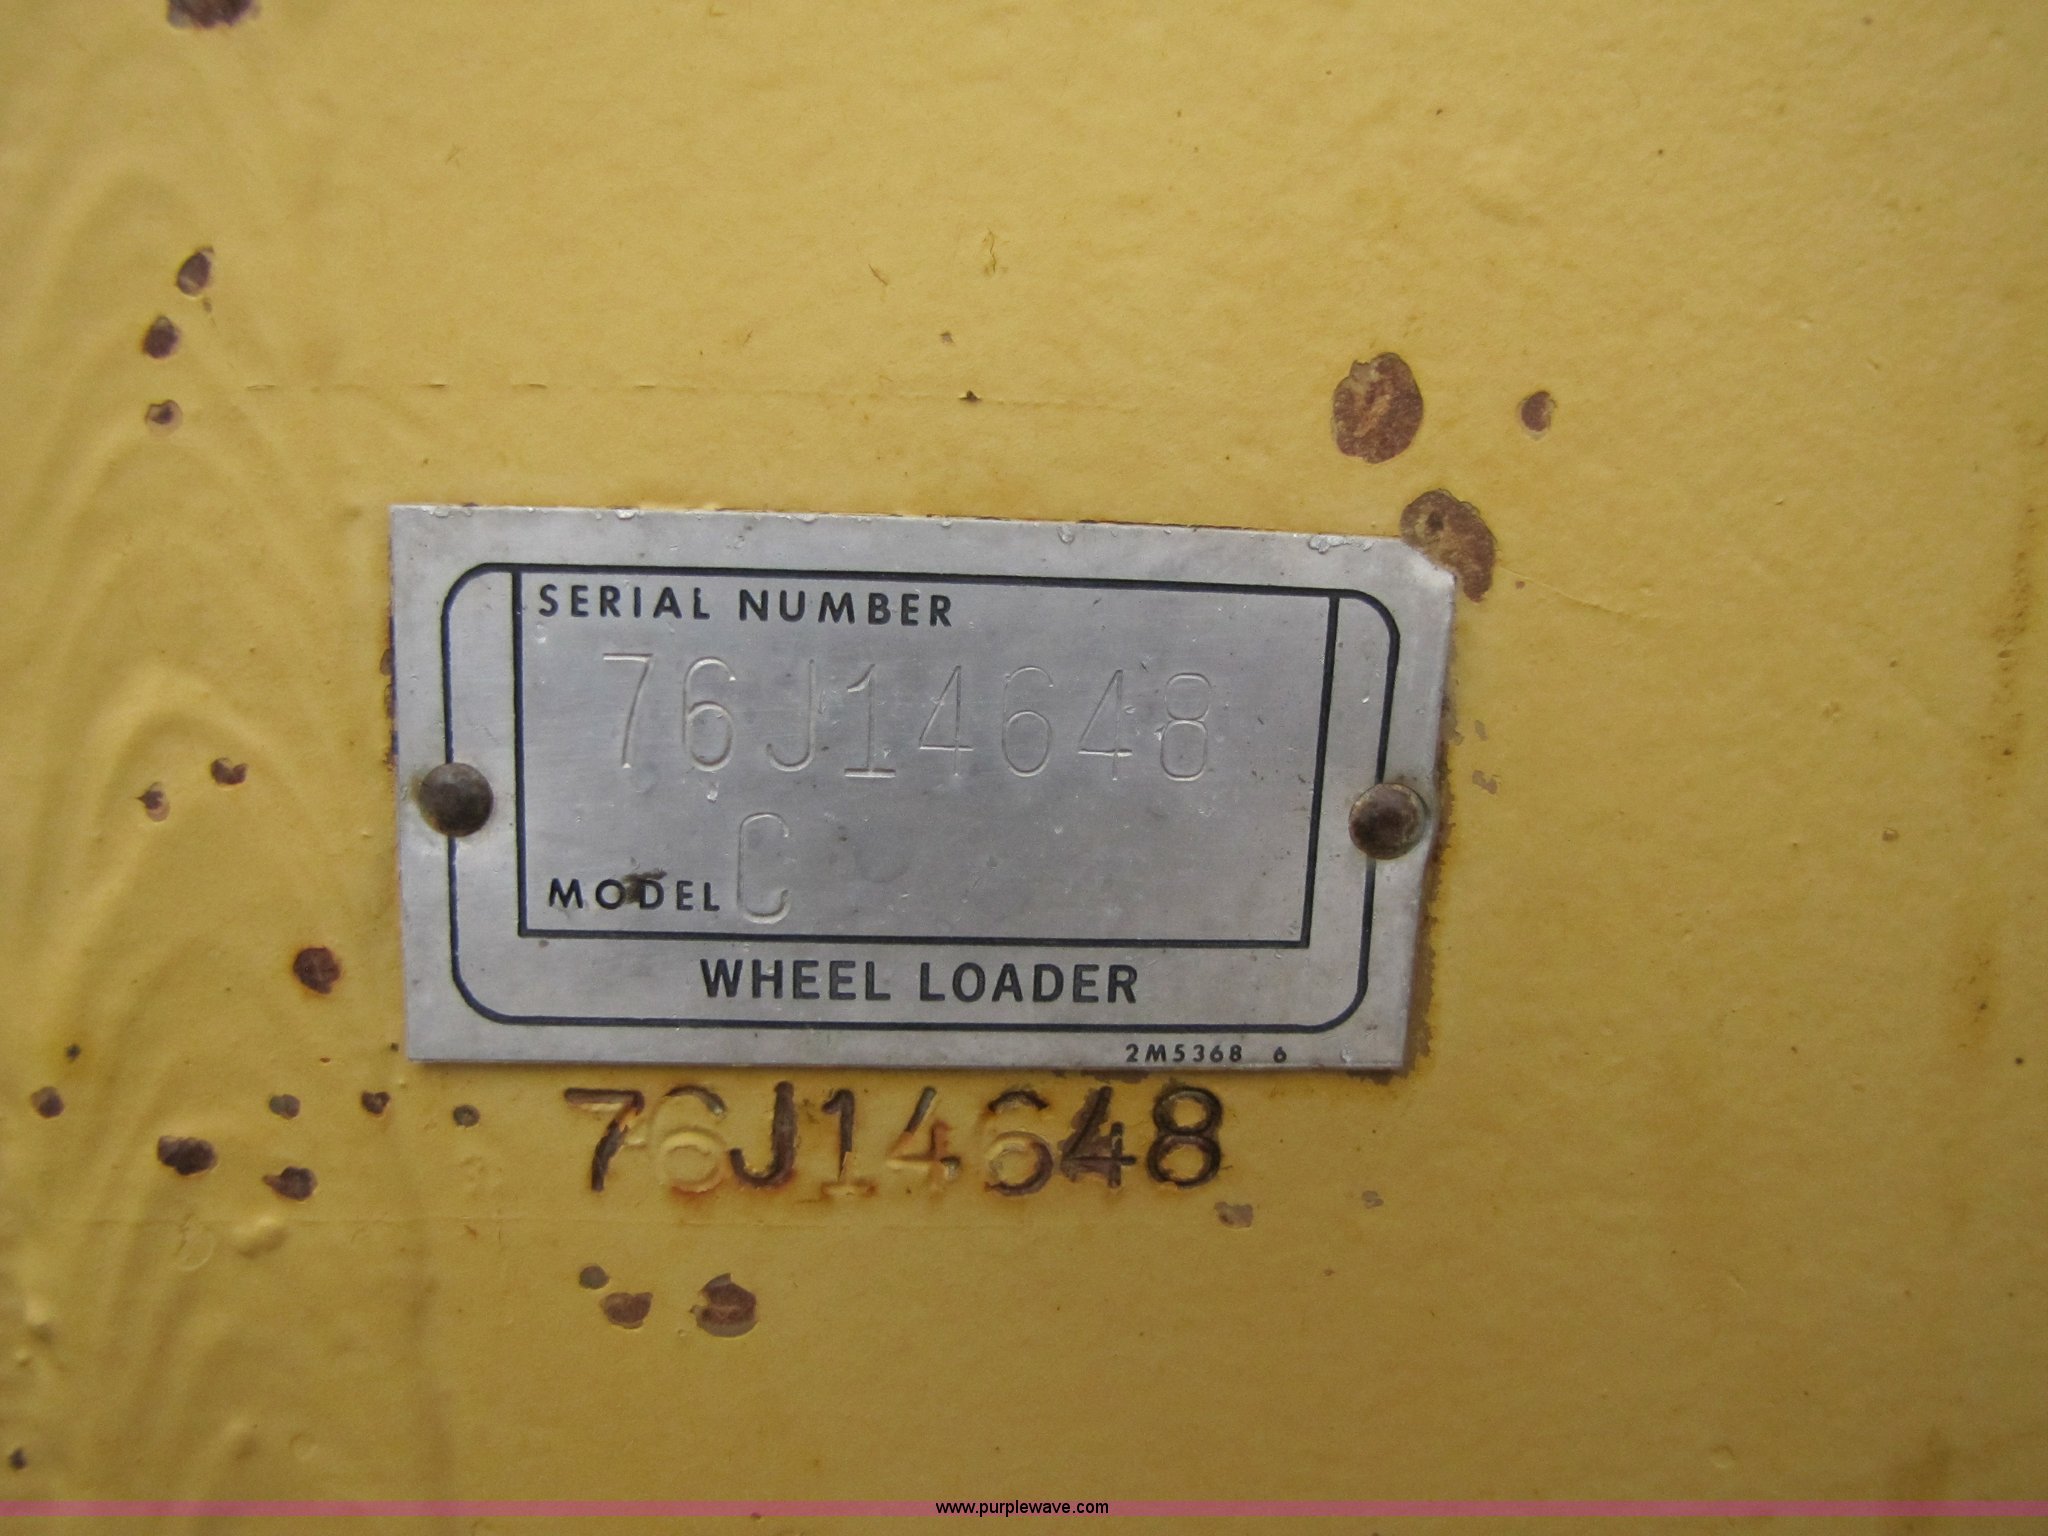 SERIAL NUMBER
76J14648
MODEL C
WHEEL LOADER
2M5368 6
76J14648
www.purplewave.com